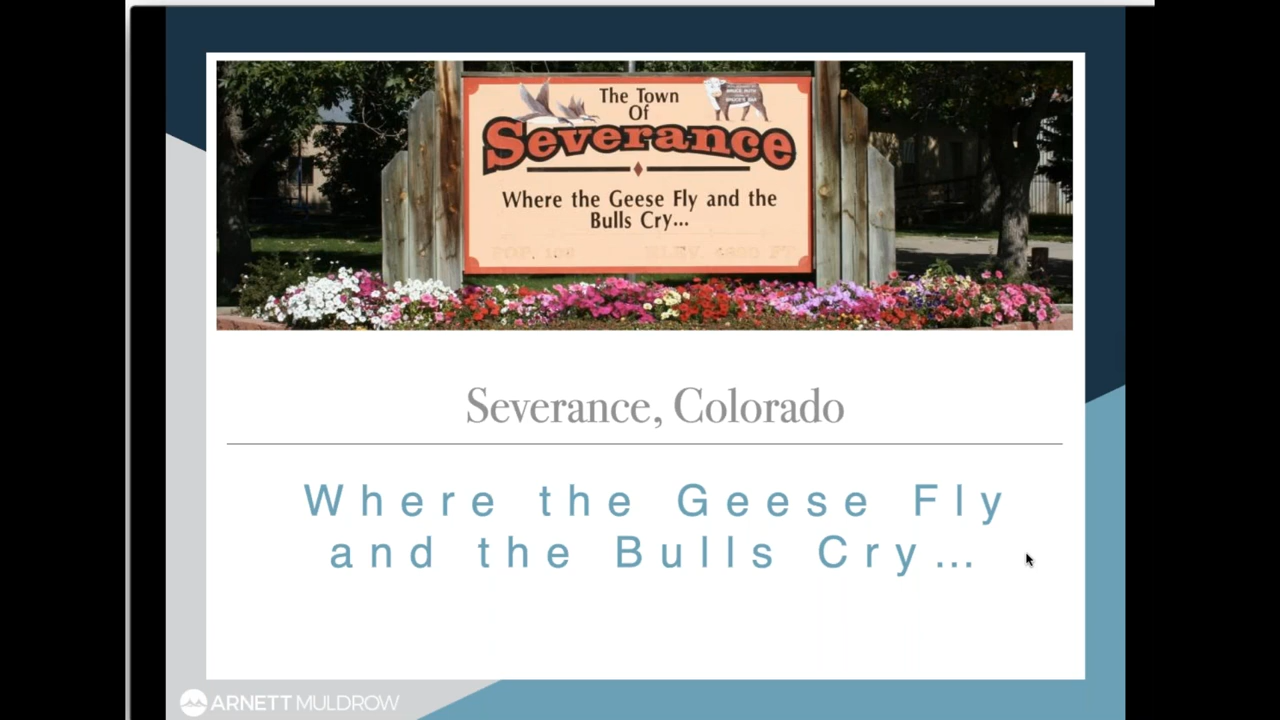 The Town
Of
Severance
Where the Geese Fly and the
Bulls Cry...
Severance, Colorado
Where the Geese Fly
and the Bulls Cry...
ARNETT MULDROW